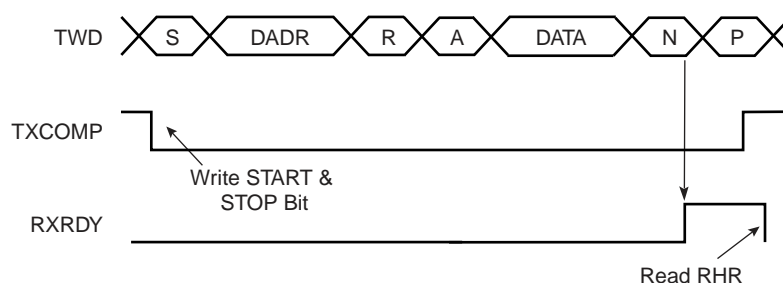 TWD S DADR R A DATA N P
TXCOMP
Write START &
STOP Bit
RXRDY
Read RHR